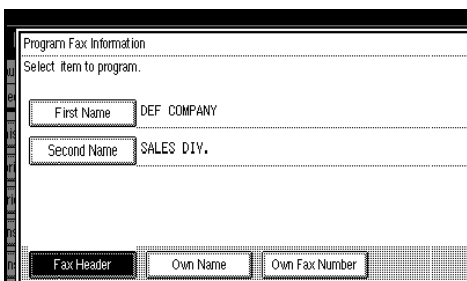 Program Fax Information
Select item to program.
First Name DEF COMPANY
Second Name SALES DIV.
Fax Header Own Name Own Fax Number